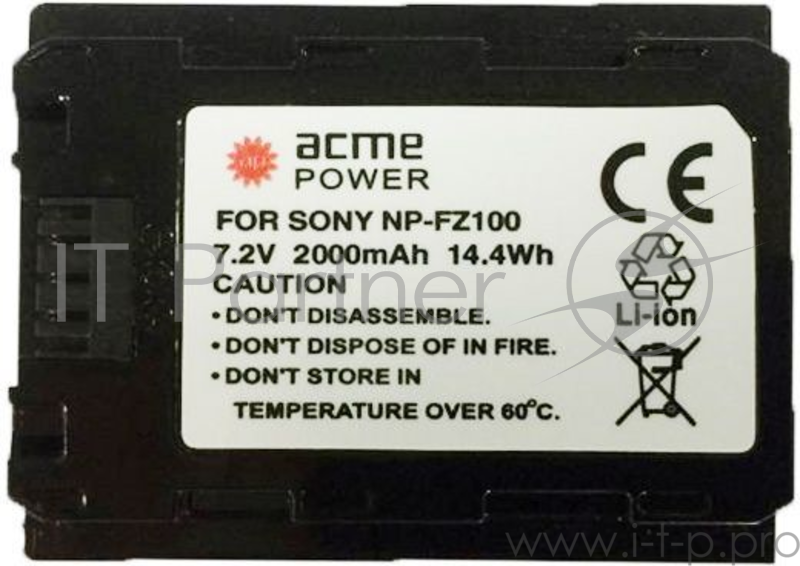 acme
POWER
FOR SONY NP-FZ100
7.2V 2000mAh 14.4Wh
CAUTION
•DON'T DISASSEMBLE.
•DON'T DISPOSE OF IN FIRE.
•DON'T STORE IN
TEMPERATURE OVER 60°C.
CE
Li-ion
IT Partner
www.i-t-p.pro